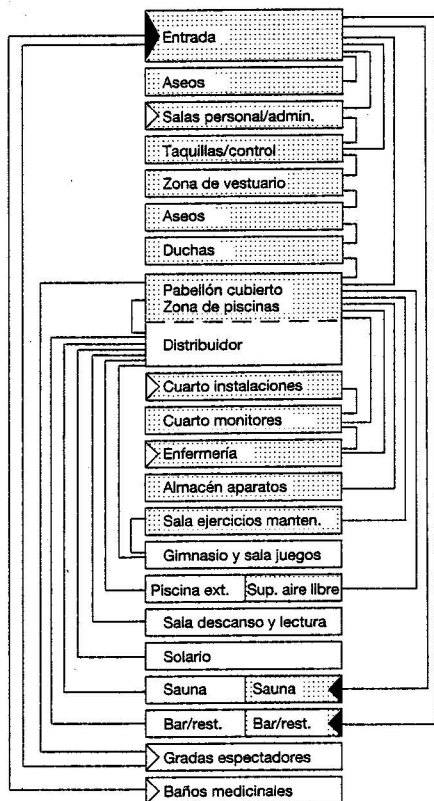 Entrada
Aseos
Salas personal/admin.
Taquillas/control
Zona de vestuario
Aseos
Duchas
Pabellón cubierto
Zona de piscinas
Distribuidor
Cuarto instalaciones
Cuarto monitores
Enfermería
Almacén aparatos
Sala ejercicios manten.
Gimnasio y sala juegos
Piscina ext. Sup. aire libre
Sala descanso y lectura
Solario
Sauna Sauna
Bar/rest. Bar/rest.
Gradas espectadores
Baños medicinales